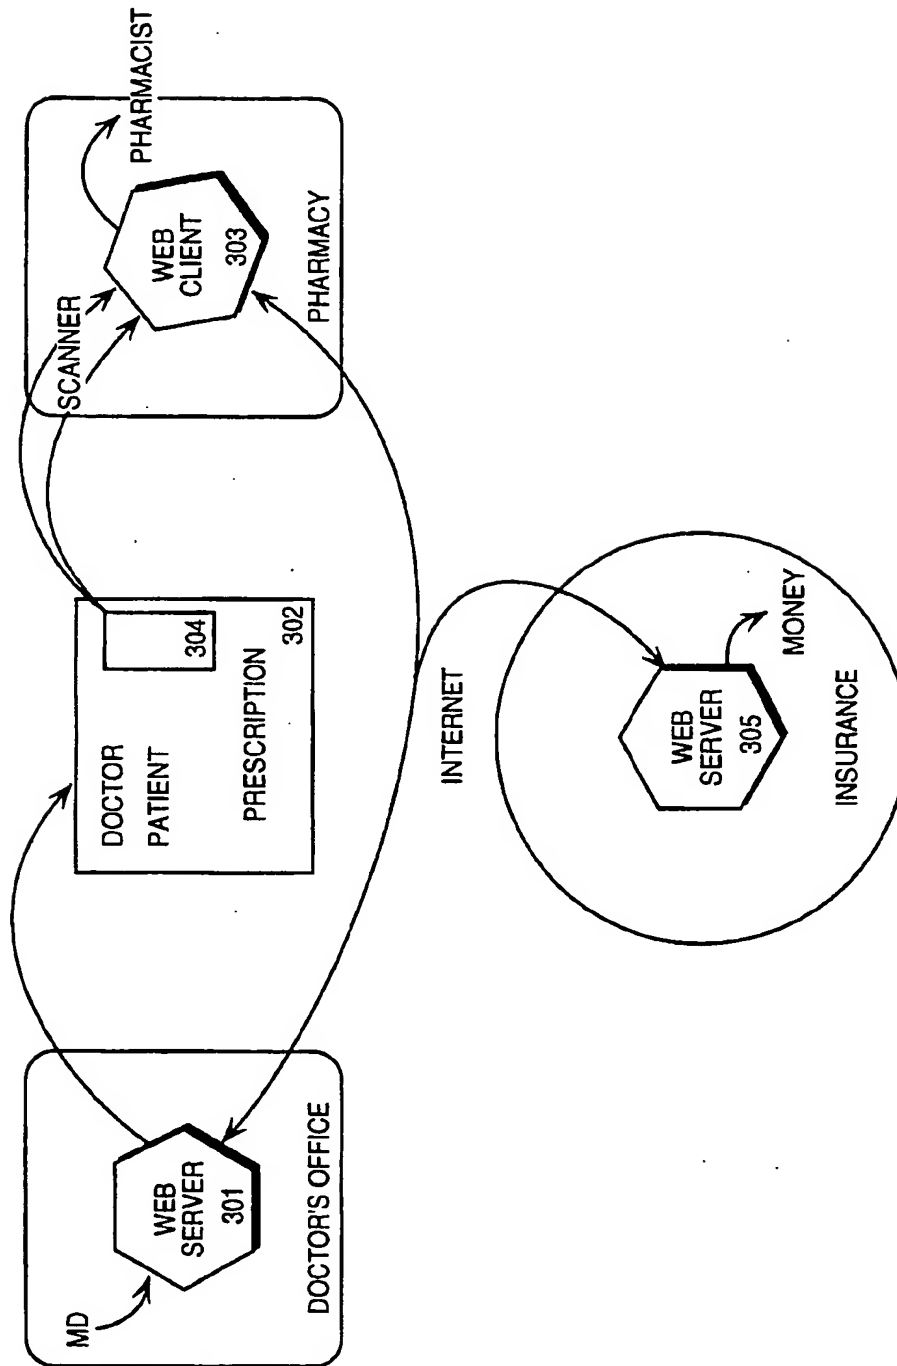 MD
WEB
SERVER
301
DOCTOR'S OFFICE
DOCTOR
PATIENT
304
PRESCRIPTION
302
SCANNER
WEB
CLIENT
303
PHARMACIST
PHARMACY
INTERNET
WEB
SERVER
305
MONEY
INSURANCE